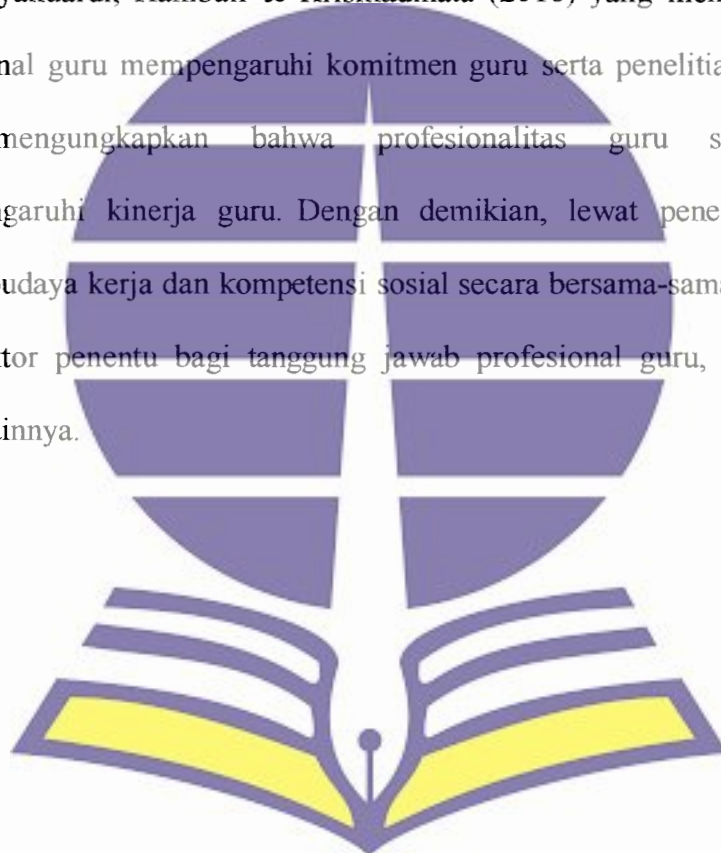 nal guru mempengaruhi komitmen guru serta penelitia
mengungkapkan bahwa profesionalitas guru s
garuhi kinerja guru. Dengan demikian, lewat pene
udaya kerja dan kompetensi sosial secara bersama-sama
tor penentu bagi tanggung jawab profesional guru,
innya.